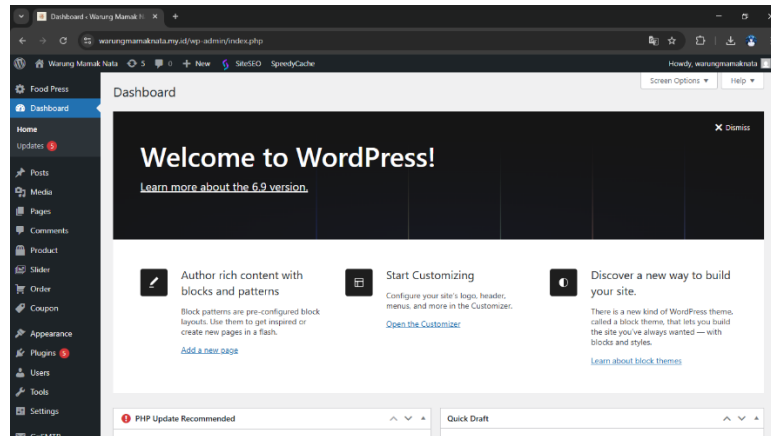 Dashboard ‹ Warung Mamak N
warungmamaknata.my.id/wp-admin/index.php
Warung Mamak Nata 5 0 + New SiteSEO SpeedyCache Howdy, warungmamaknata
Screen Options Help
Food Press
Dashboard
Home
Updates 5
Posts
Media
Pages
Comments
Product
Slider
Order
Coupon
Appearance
Plugins 5
Users
Tools
Settings
GoSMTP
Dashboard
Dismiss
Welcome to WordPress!
Learn more about the 6.9 version.
Author rich content with
blocks and patterns
Block patterns are pre-configured block
layouts. Use them to get inspired or
create new pages in a flash.
Add a new page
Start Customizing
Configure your site's logo, header,
menus, and more in the Customizer.
Open the Customizer
Discover a new way to build
your site.
There is a new kind of WordPress theme,
called a block theme, that lets you build
the site you've always wanted — with
blocks and styles.
Learn about block themes
PHP Update Recommended
Quick Draft